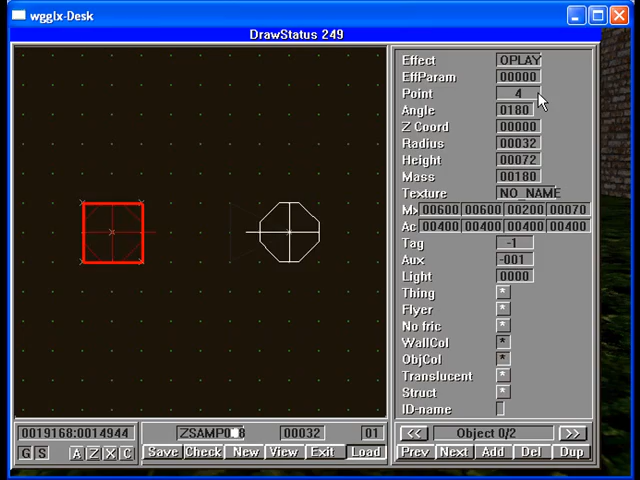 wgglx-Desk
DrawStatus 249
Effect OPLAY
EffParam 00000
Point 4
Angle 0180
Z Coord 00000
Radius 00032
Height 00072
Mass 00180
Texture NO_NAME
Mx 00600 00600 00200 00070
Ac 00400 00400 00400 00400
Tag -1
Aux -001
Light 0000
Thing *
Flyer *
No fric *
WallCol *
ObjCol *
Translucent *
Struct *
ID-name
0019168:0014944 00032 01
<< Object 0/2 >>
G S A Z X C Save Check New View Exit Load Prev Next Add Del Dup